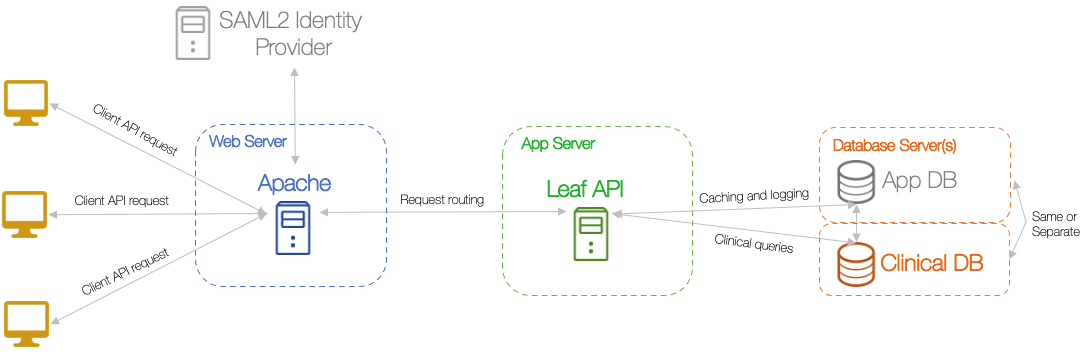 SAML2 Identity
Provider
Client API request
Client API request
Client API request
Web Server
Apache
Request routing
App Server
Leaf API
Caching and logging
Clinical queries
Database Server(s)
App DB
Clinical DB
Same or
Separate